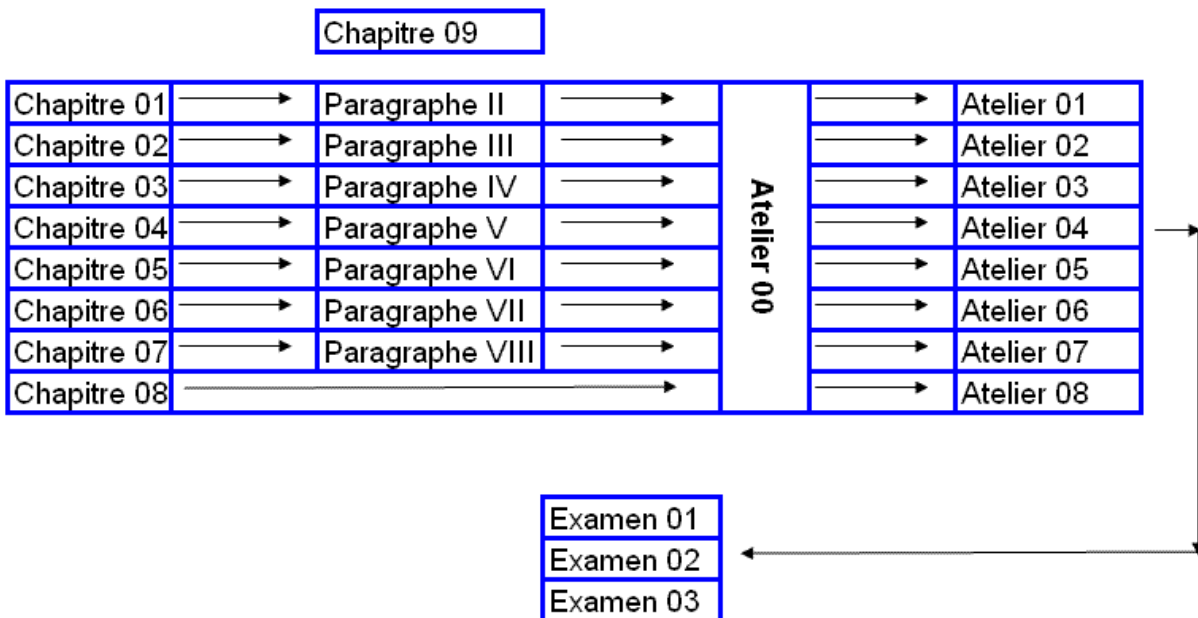 Chapitre 09
Chapitre 01 Paragraphe II Atelier 01
Chapitre 02 Paragraphe III Atelier 02
Chapitre 03 Paragraphe IV Atelier 03
Chapitre 04 Paragraphe V Atelier 04
Chapitre 05 Paragraphe VI Atelier 05
Chapitre 06 Paragraphe VII Atelier 06
Chapitre 07 Paragraphe VIII Atelier 07
Chapitre 08 Atelier 08
Atelier 00
Examen 01
Examen 02
Examen 03